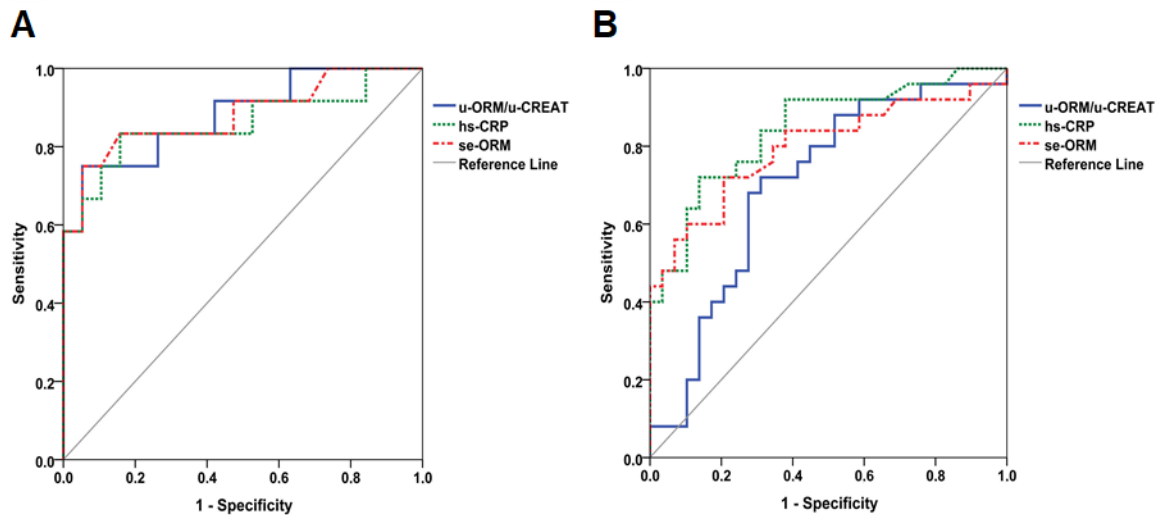 A
1.0
0.8
0.6
0.4
0.2
0.0
Sensitivity
0.0 0.2 0.4 0.6 0.8 1.0
1 - Specificity
u-ORM/u-CREAT
hs-CRP
se-ORM
Reference Line
B
1.0
0.8
0.6
0.4
0.2
0.0
Sensitivity
0.0 0.2 0.4 0.6 0.8 1.0
1 - Specificity
u-ORM/u-CREAT
hs-CRP
se-ORM
Reference Line